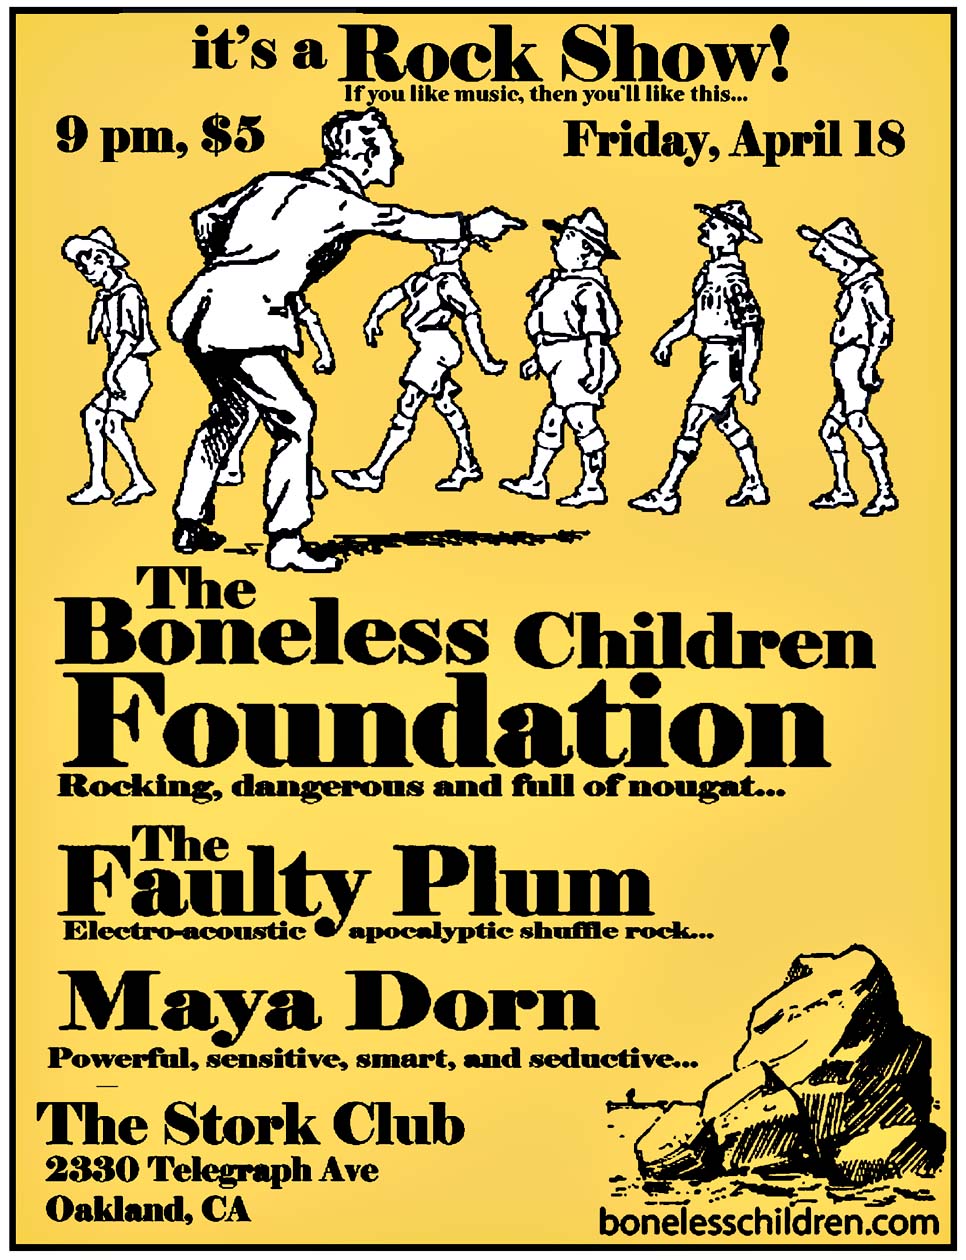 it's a Rock Show!
If you like music, then you'll like this...
9 pm, $5
Friday, April 18
The
Boneless Children
Foundation
Rocking, dangerous and full of nougat...
The
Faulty Plum
Electro-acoustic apocalyptic shuffle rock...
Maya Dorn
Powerful, sensitive, smart, and seductive...
The Stork Club
2330 Telegraph Ave
Oakland, CA
bonelesschildren.com